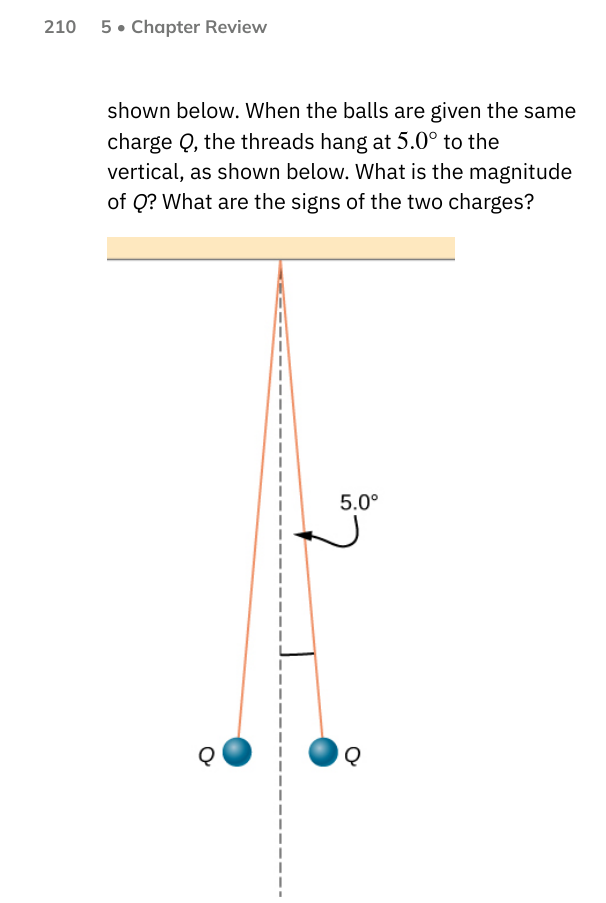 210 5 • Chapter Review
shown below. When the balls are given the same
charge Q, the threads hang at 5.0° to the
vertical, as shown below. What is the magnitude
of Q? What are the signs of the two charges?
5.0°
Q Q